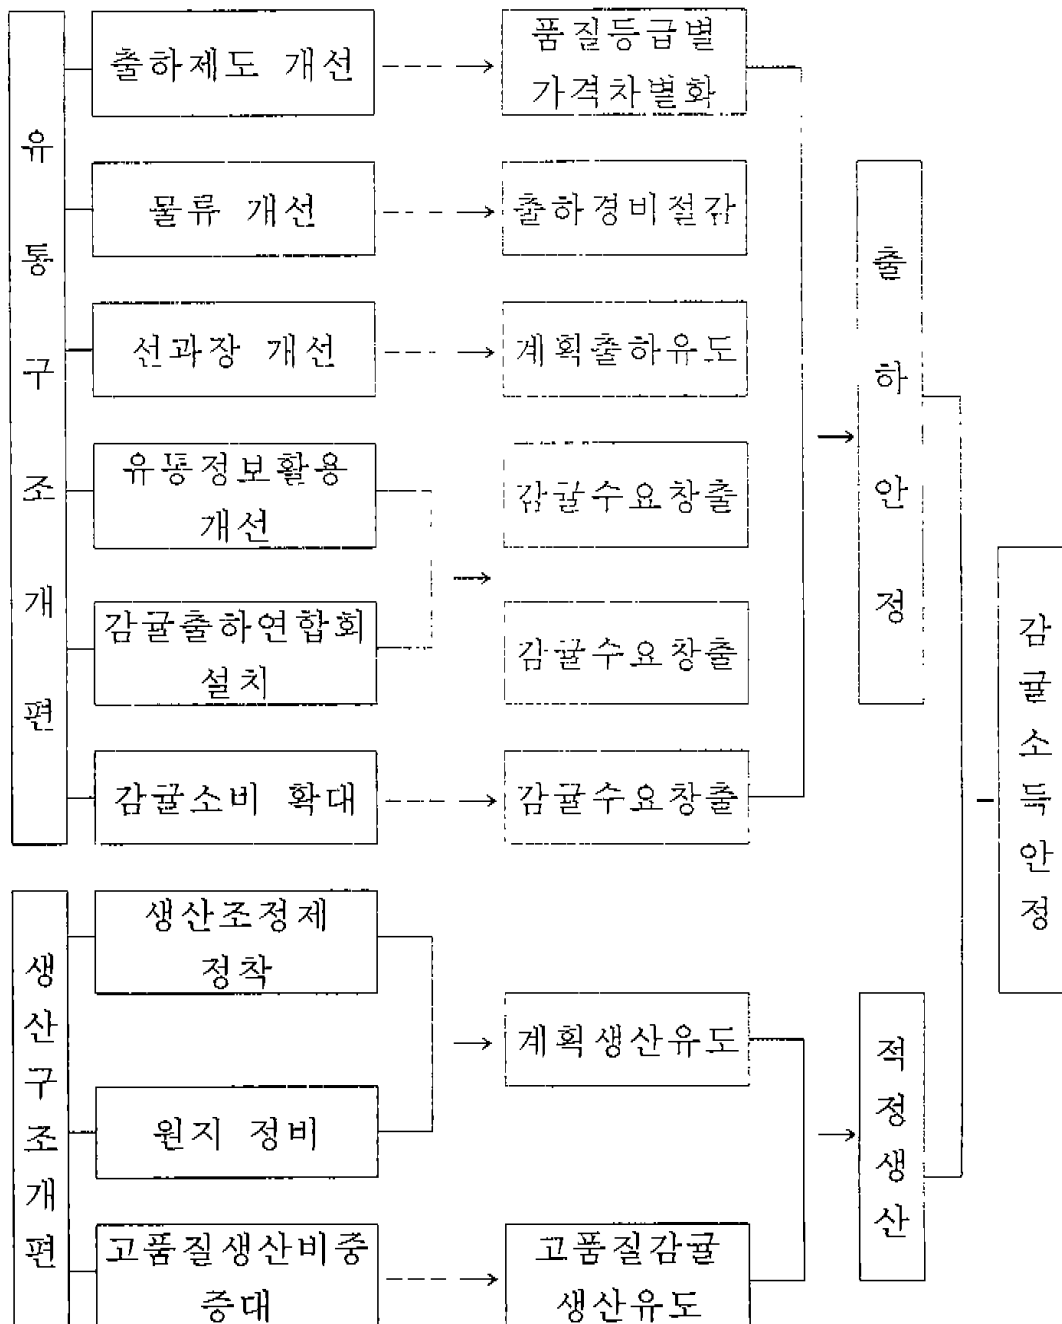 유통구조개편
출하제도 개선
품질등급별
가격차별화
물류 개선
출하경비절감
선과장 개선
계획출하유도
유통정보활용
개선
감귤수요창출
감귤출하연합회
설치
감귤수요창출
감귤소비 확대
감귤수요창출
출하안정
감귤소득안정
생산구조개편
생산조정제
정착
계획생산유도
원지 정비
고품질생산비중
증대
고품질감귤
생산유도
적정생산